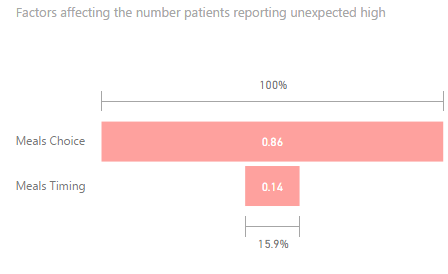 Factors affecting the number patients reporting unexpected high
100%
Meals Choice 0.86
Meals Timing 0.14
15.9%